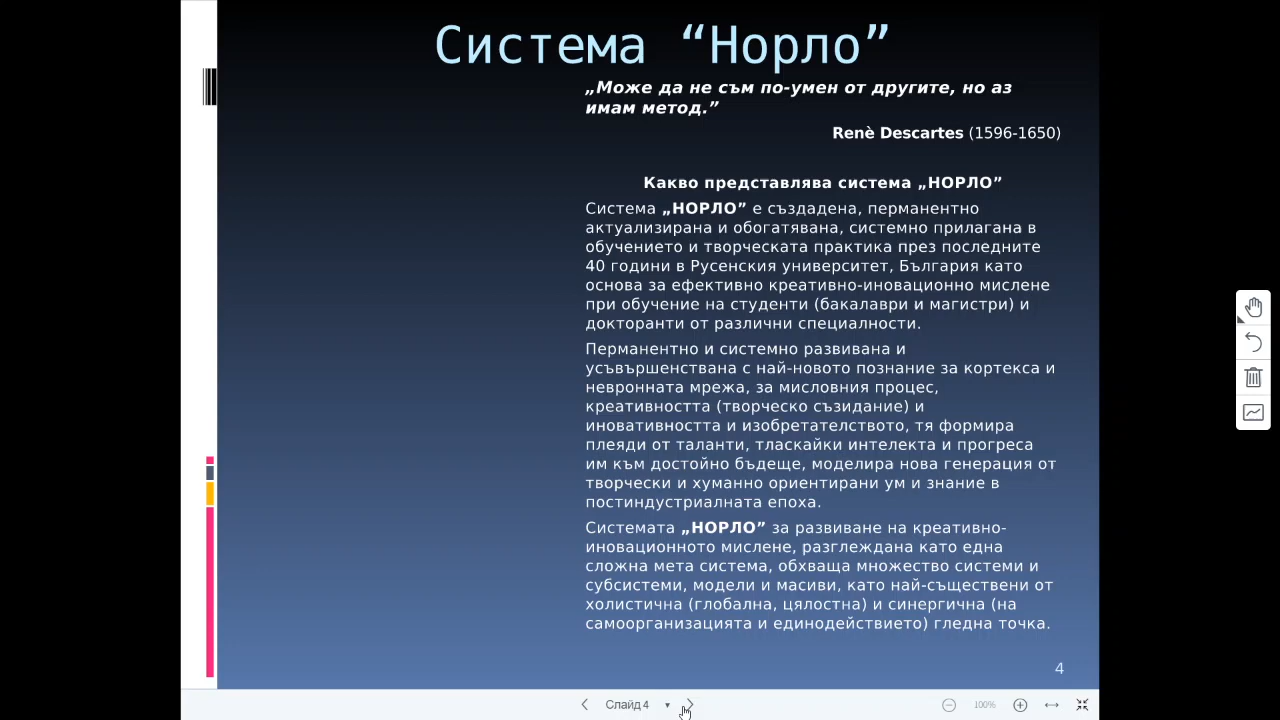 Система “Норло”
„Може да не съм по-умен от другите, но аз
имам метод.”
Renè Descartes (1596-1650)
Какво представлява система „НОРЛО”
Система „НОРЛО” е създадена, перманентно
актуализирана и обогатявана, системно прилагана в
обучението и творческата практика през последните
40 години в Русенския университет, България като
основа за ефективно креативно-иновационно мислене
при обучение на студенти (бакалаври и магистри) и
докторанти от различни специалности.
Перманентно и системно развивана и
усъвършенствана с най-новото познание за кортекса и
невронната мрежа, за мисловния процес,
креативността (творческо съзидание) и
иновативността и изобретателството, тя формира
плеяди от таланти, тласкайки интелекта и прогреса
им към достойно бъдеще, моделира нова генерация от
творчески и хуманно ориентирани ум и знание в
постиндустриалната епоха.
Системата „НОРЛО” за развиване на креативно-
иновационното мислене, разглеждана като една
сложна мета система, обхваща множество системи и
субсистеми, модели и масиви, като най-съществени от
холистична (глобална, цялостна) и синергична (на
самоорганизацията и единодействието) гледна точка.
4
Слайд 4
100%